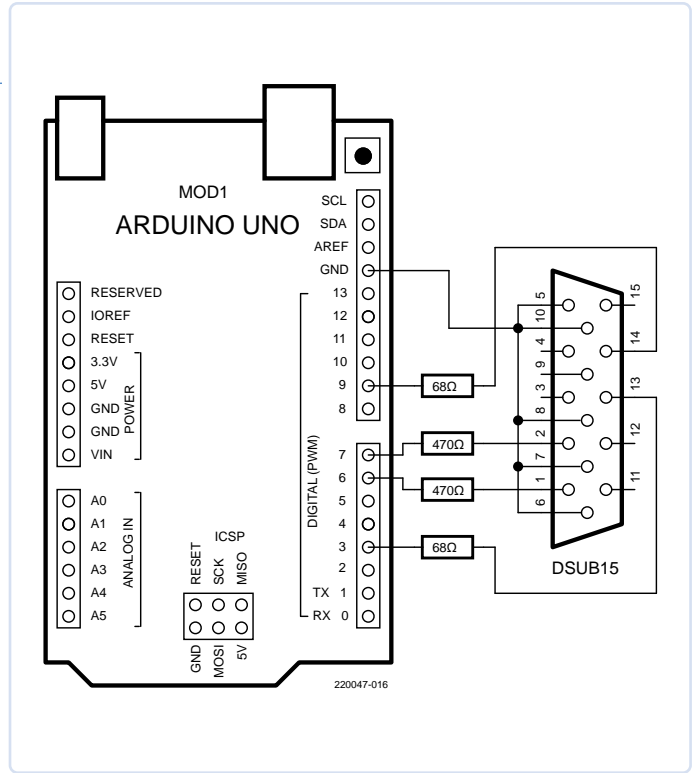 MOD1
ARDUINO UNO
SCL
SDA
AREF
GND
13
12
11
10
9
8
7
6
5
4
3
2
TX 1
RX 0
DIGITAL (PWM)
RESERVED
IOREF
RESET
3.3V
5V
GND
GND
VIN
POWER
A0
A1
A2
A3
A4
A5
ANALOG IN
ICSP
RESET
SCK
MISO
GND
MOSI
5V
68Ω
470Ω
470Ω
68Ω
5
10
4
9
3
8
2
7
1
6
15
14
13
12
11
DSUB15
220047-016